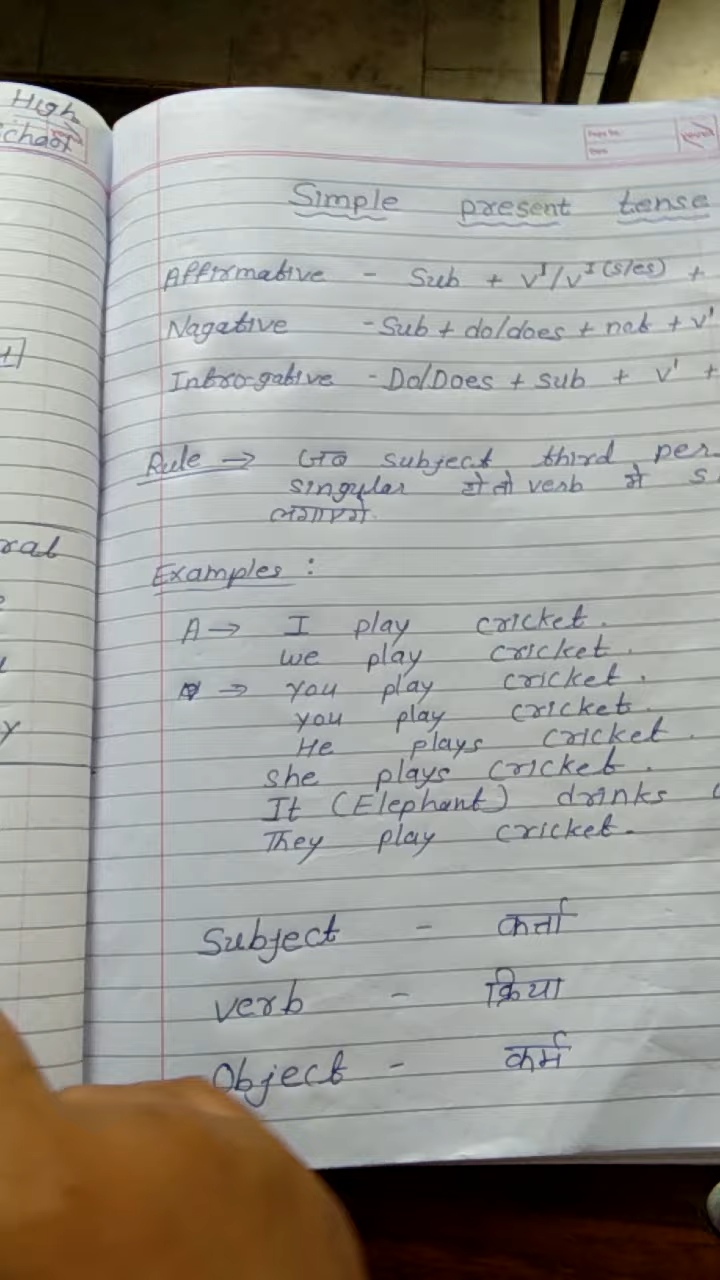 High
School
Simple present tense
Affirmative - Sub + V¹/V¹(s/es) +
Nagative - Sub + do/does + not + V¹
Introgative - Do/Does + sub + V¹ +
Rule → जब subject third per
singular हो तो verb मे s
लगाएगे.
ral
Examples :
A → I play cricket.
we play cricket.
→ you play cricket.
you play cricket.
y
He plays cricket.
she plays cricket.
It (Elephant) drinks
They play cricket.
Subject - कर्ता
verb - क्रिया
Object - कर्म